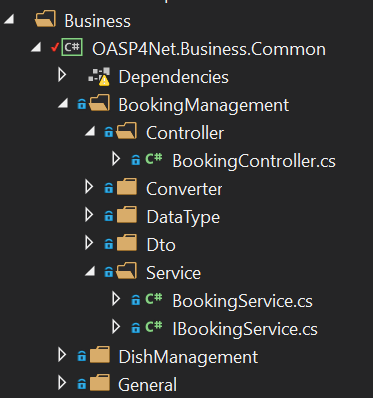 Business
C# OASP4Net.Business.Common
Dependencies
BookingManagement
Controller
C# BookingController.cs
Converter
DataType
Dto
Service
C# BookingService.cs
C# IBookingService.cs
DishManagement
General